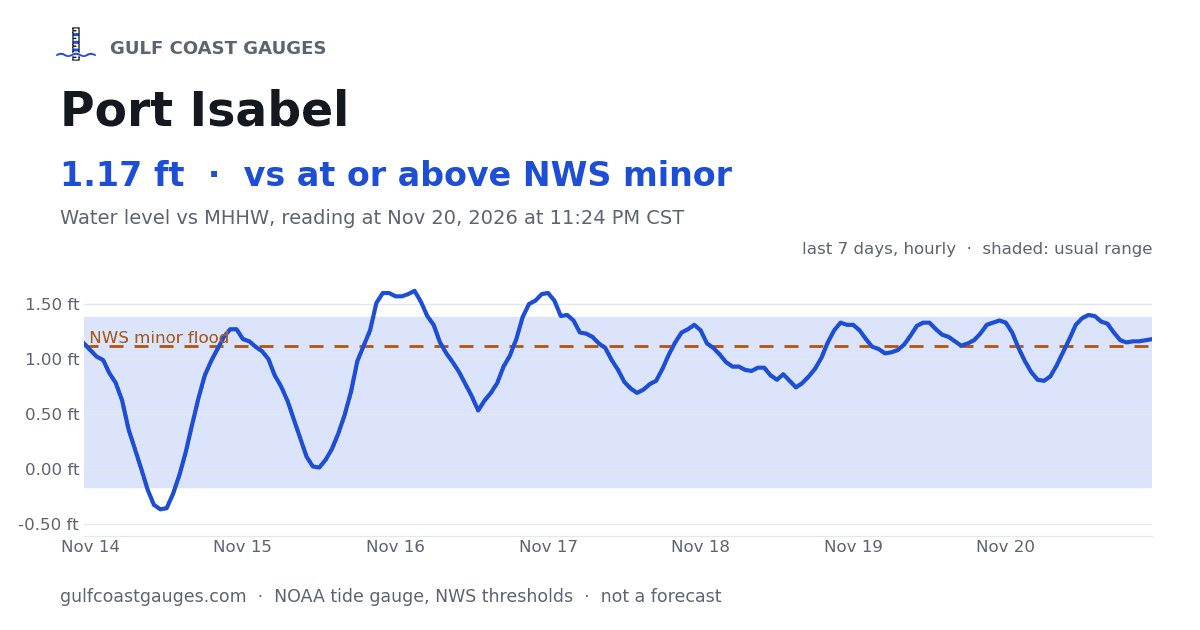 GULF COAST GAUGES
Port Isabel
1.17 ft · vs at or above NWS minor
Water level vs MHHW, reading at Nov 20, 2026 at 11:24 PM CST
last 7 days, hourly · shaded: usual range
1.50 ft
NWS minor flood
1.00 ft
0.50 ft
0.00 ft
-0.50 ft
Nov 14 Nov 15 Nov 16 Nov 17 Nov 18 Nov 19 Nov 20
gulfcoastgauges.com · NOAA tide gauge, NWS thresholds · not a forecast